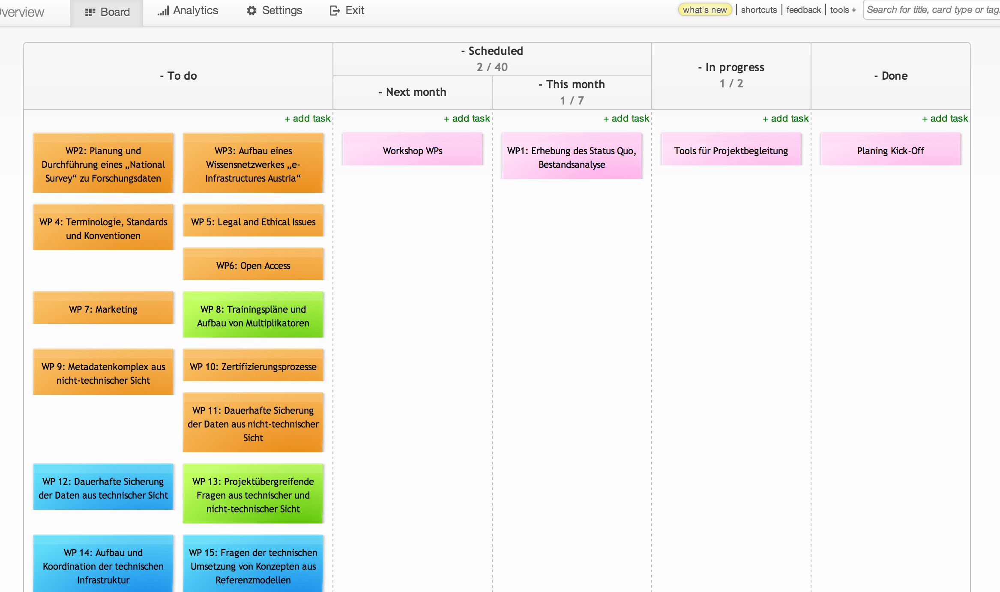 Overview
Board
Analytics
Settings
Exit
what's new
shortcuts
feedback
tools
Search for title, card type or tag.
- To do
- Scheduled
2 / 40
- Next month
- This month
1 / 7
- In progress
1 / 2
- Done
+ add task
+ add task
+ add task
+ add task
+ add task
WP2: Planung und
Durchführung eines „National
Survey“ zu Forschungsdaten
WP3: Aufbau eines
Wissensnetzwerkes „e-
Infrastructures Austria“
WP 4: Terminologie, Standards
und Konventionen
WP 5: Legal and Ethical Issues
WP6: Open Access
WP 7: Marketing
WP 8: Trainingspläne und
Aufbau von Multiplikatoren
WP 9: Metadatenkomplex aus
nicht-technischer Sicht
WP 10: Zertifizierungsprozesse
WP 11: Dauerhafte Sicherung
der Daten aus nicht-technischer
Sicht
WP 12: Dauerhafte Sicherung
der Daten aus technischer Sicht
WP 13: Projektübergreifende
Fragen aus technischer und
nicht-technischer Sicht
WP 14: Aufbau und
Koordination der technischen
Infrastruktur
WP 15: Fragen der technischen
Umsetzung von Konzepten aus
Referenzmodellen
Workshop WPs
WP1: Erhebung des Status Quo,
Bestandsanalyse
Tools für Projektbegleitung
Planing Kick-Off